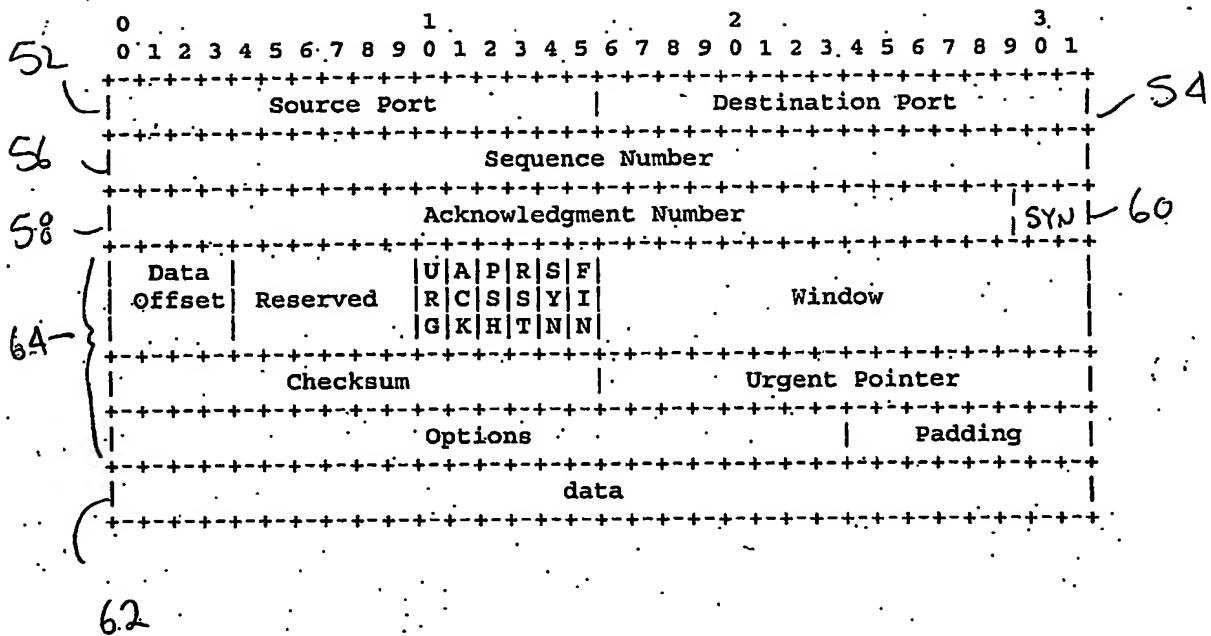 0 1 2 3
0 1 2 3 4 5 6 7 8 9 0 1 2 3 4 5 6 7 8 9 0 1 2 3 4 5 6 7 8 9 0 1
52
+-+-+-+-+-+-+-+-+-+-+-+-+-+-+-+-+-+-+-+-+-+-+-+-+-+-+-+-+-+-+-+-+
| Source Port | Destination Port | 54
+-+-+-+-+-+-+-+-+-+-+-+-+-+-+-+-+-+-+-+-+-+-+-+-+-+-+-+-+-+-+-+-+
56 | Sequence Number |
+-+-+-+-+-+-+-+-+-+-+-+-+-+-+-+-+-+-+-+-+-+-+-+-+-+-+-+-+-+-+-+-+
58 | Acknowledgment Number | SYN | 60
+-+-+-+-+-+-+-+-+-+-+-+-+-+-+-+-+-+-+-+-+-+-+-+-+-+-+-+-+-+-+-+-+
| Data | |U|A|P|R|S|F| |
| Offset| Reserved |R|C|S|S|Y|I| Window |
| | |G|K|H|T|N|N| |
64
+-+-+-+-+-+-+-+-+-+-+-+-+-+-+-+-+-+-+-+-+-+-+-+-+-+-+-+-+-+-+-+-+
| Checksum | Urgent Pointer |
+-+-+-+-+-+-+-+-+-+-+-+-+-+-+-+-+-+-+-+-+-+-+-+-+-+-+-+-+-+-+-+-+
| Options | Padding |
+-+-+-+-+-+-+-+-+-+-+-+-+-+-+-+-+-+-+-+-+-+-+-+-+-+-+-+-+-+-+-+-+
| data |
+-+-+-+-+-+-+-+-+-+-+-+-+-+-+-+-+-+-+-+-+-+-+-+-+-+-+-+-+-+-+-+-+
62